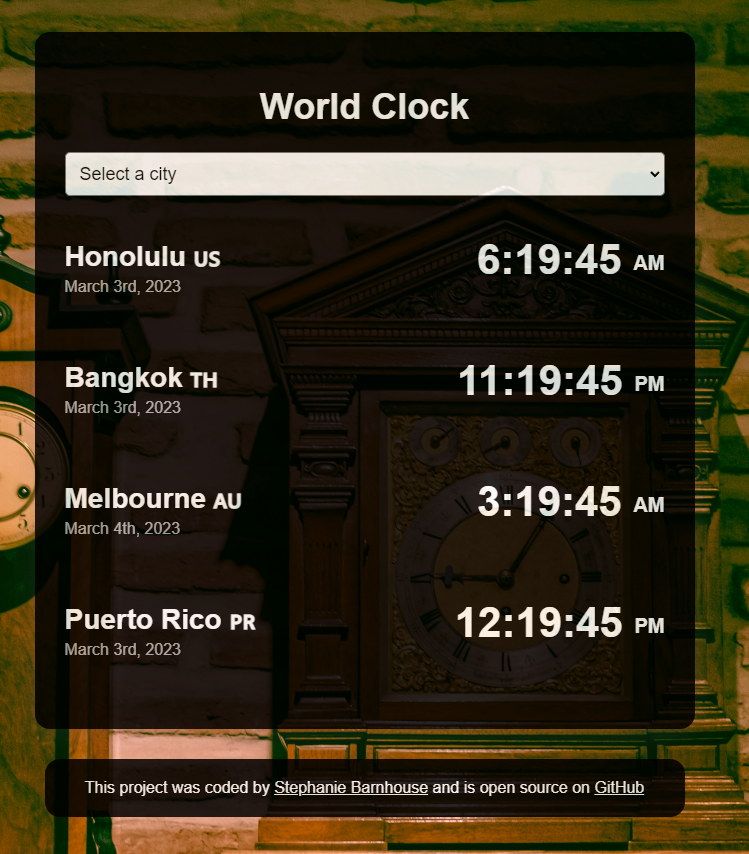 World Clock
Select a city
Honolulu US
6:19:45 AM
March 3rd, 2023
Bangkok TH
11:19:45 PM
March 3rd, 2023
Melbourne AU
3:19:45 AM
March 4th, 2023
Puerto Rico PR
12:19:45 PM
March 3rd, 2023
This project was coded by Stephanie Barnhouse and is open source on GitHub